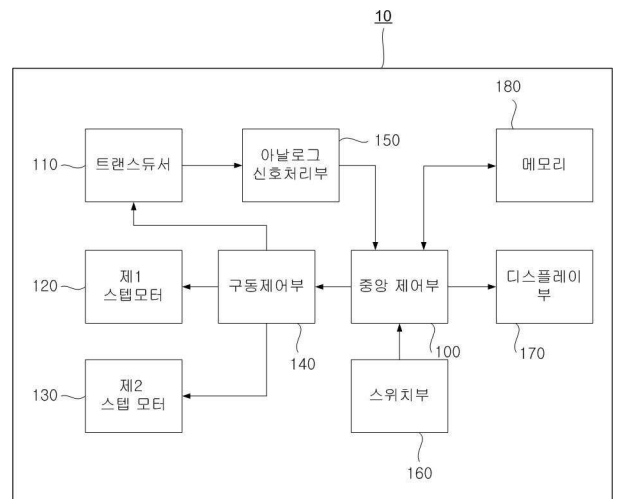 10
180
150
110
트랜스듀서
아날로그
신호처리부
메모리
120
제1
스텝모터
구동제어부
중앙 제어부
디스플레이
부
140
100
170
130
제2
스텝 모터
스위치부
160